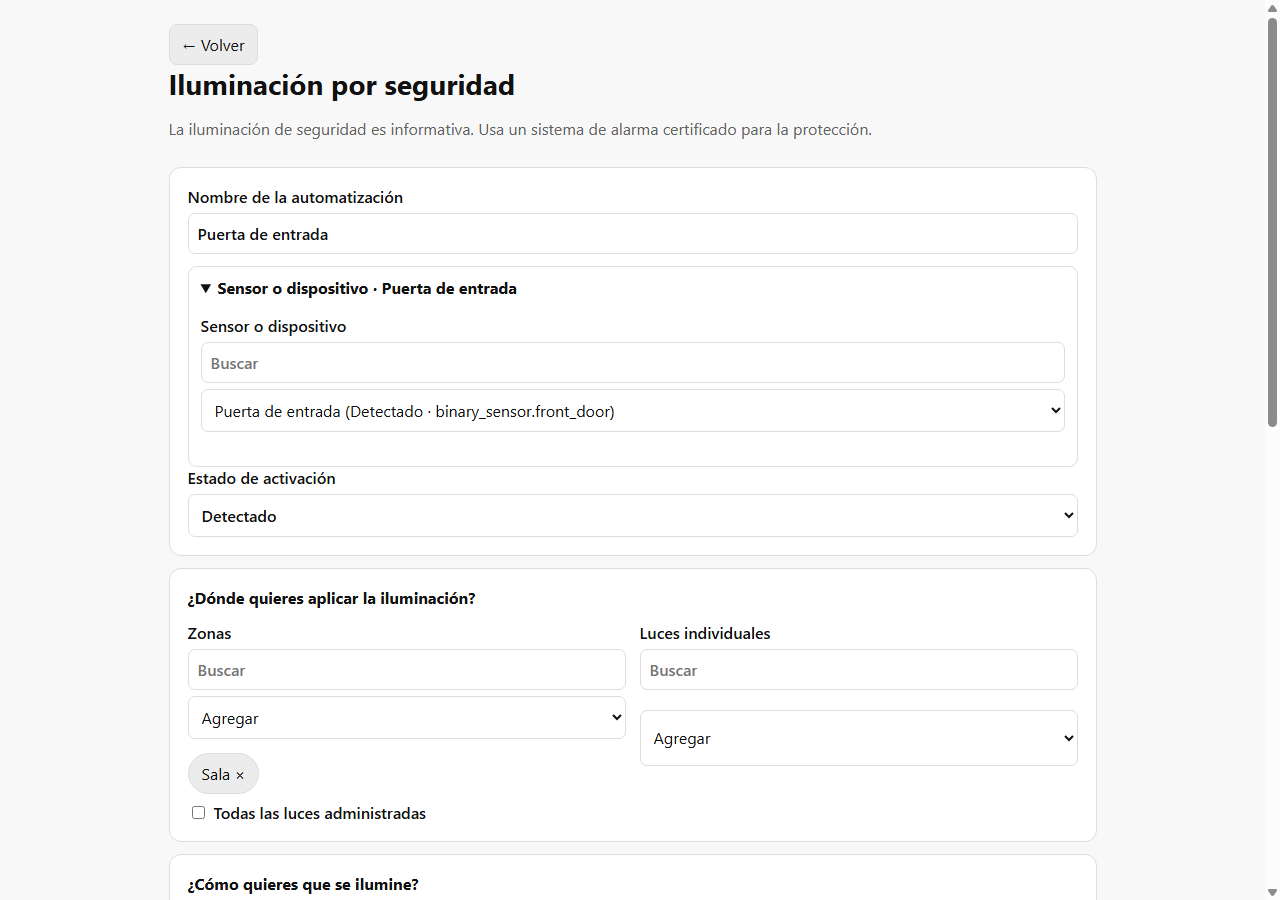 ← Volver
Iluminación por seguridad
La iluminación de seguridad es informativa. Usa un sistema de alarma certificado para la protección.
Nombre de la automatización
Puerta de entrada
▼ Sensor o dispositivo · Puerta de entrada
Sensor o dispositivo
Buscar
Puerta de entrada (Detectado · binary_sensor.front_door)
Estado de activación
Detectado
¿Dónde quieres aplicar la iluminación?
Zonas
Buscar
Agregar
Sala ×
Luces individuales
Buscar
Agregar
Todas las luces administradas
¿Cómo quieres que se ilumine?